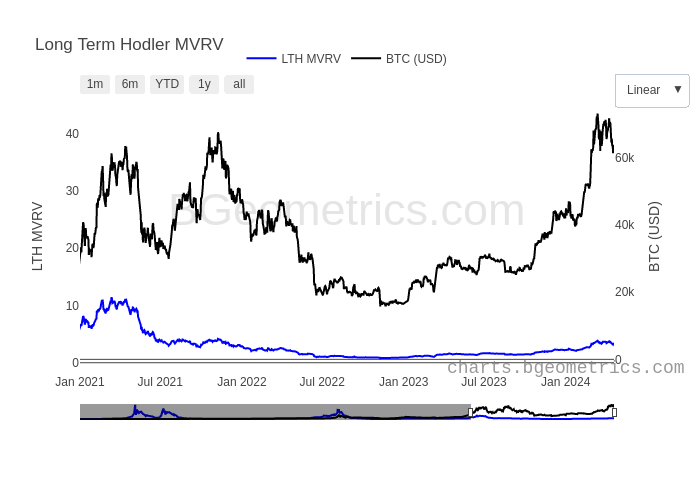 Long Term Hodler MVRV
LTH MVRV BTC (USD)
1m 6m YTD 1y all
Linear ▼
40
30
20
10
0
LTH MVRV
60k
40k
20k
0
BTC (USD)
BGeometrics.com
charts.bgeometrics.com
Jan 2021 Jul 2021 Jan 2022 Jul 2022 Jan 2023 Jul 2023 Jan 2024